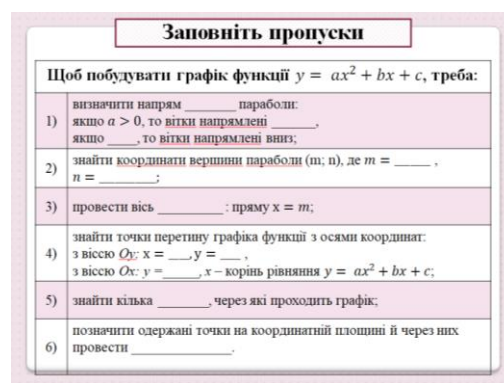 Заповніть пропуски
Щоб побудувати графік функції y = ax² + bx + c, треба:
1) визначити напрям _______ параболи:
якщо a > 0, то вітки напрямлені ______,
якщо ____, то вітки напрямлені вниз;
2) знайти координати вершини параболи (m; n), де m = _____ ,
n = ________;
3) провести вісь _________ : пряму x = m;
4) знайти точки перетину графіка функції з осями координат:
з віссю Oy: x = ___, y = ___ ,
з віссю Ox: y = _____, x – корінь рівняння y = ax² + bx + c;
5) знайти кілька _______, через які проходить графік;
6) позначити одержані точки на координатній площині й через них
провести ______________.